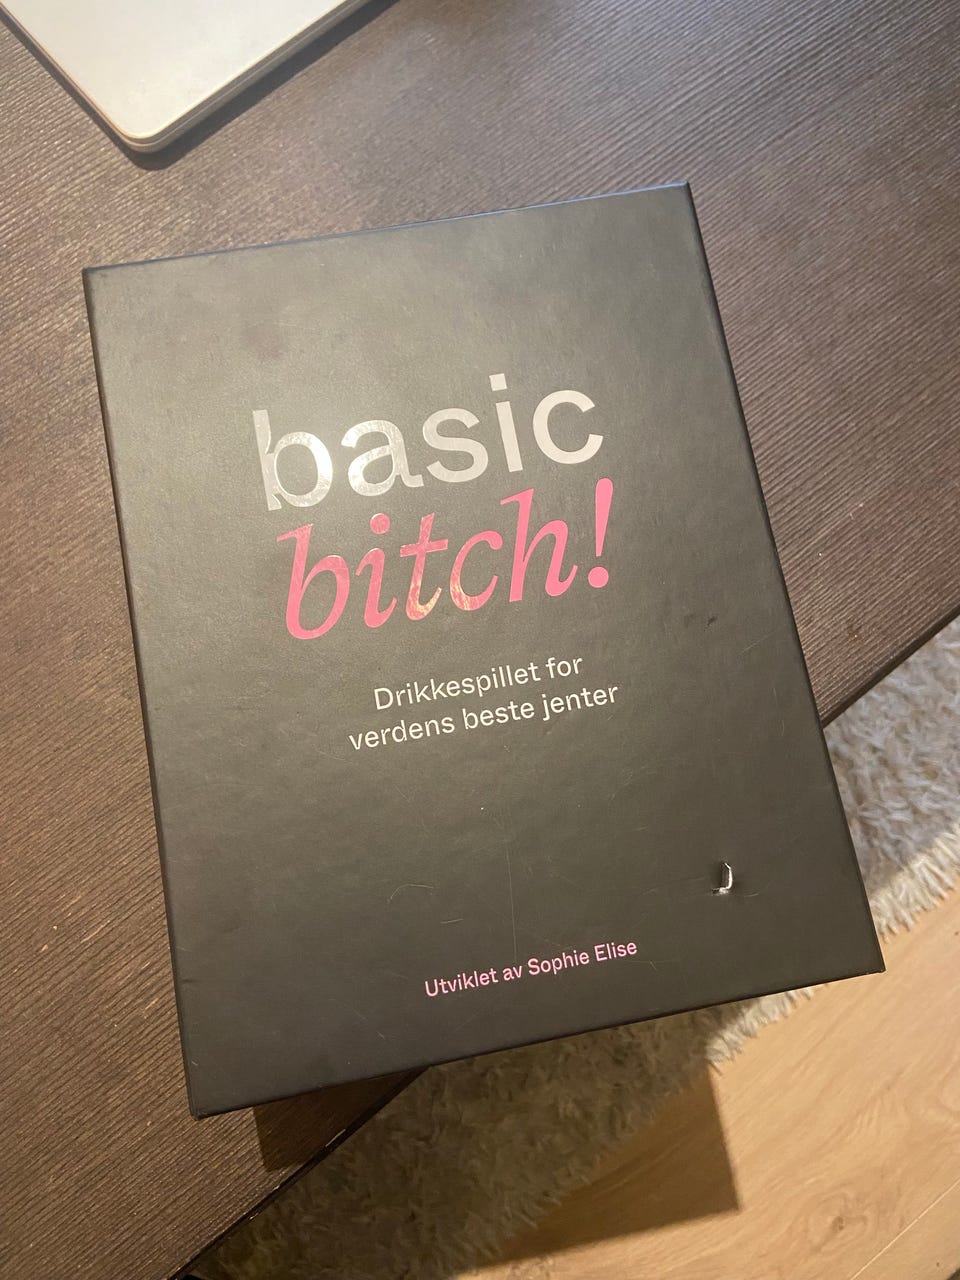 basic
bitch!
Drikkespillet for
verdens beste jenter
Utviklet av Sophie Elise